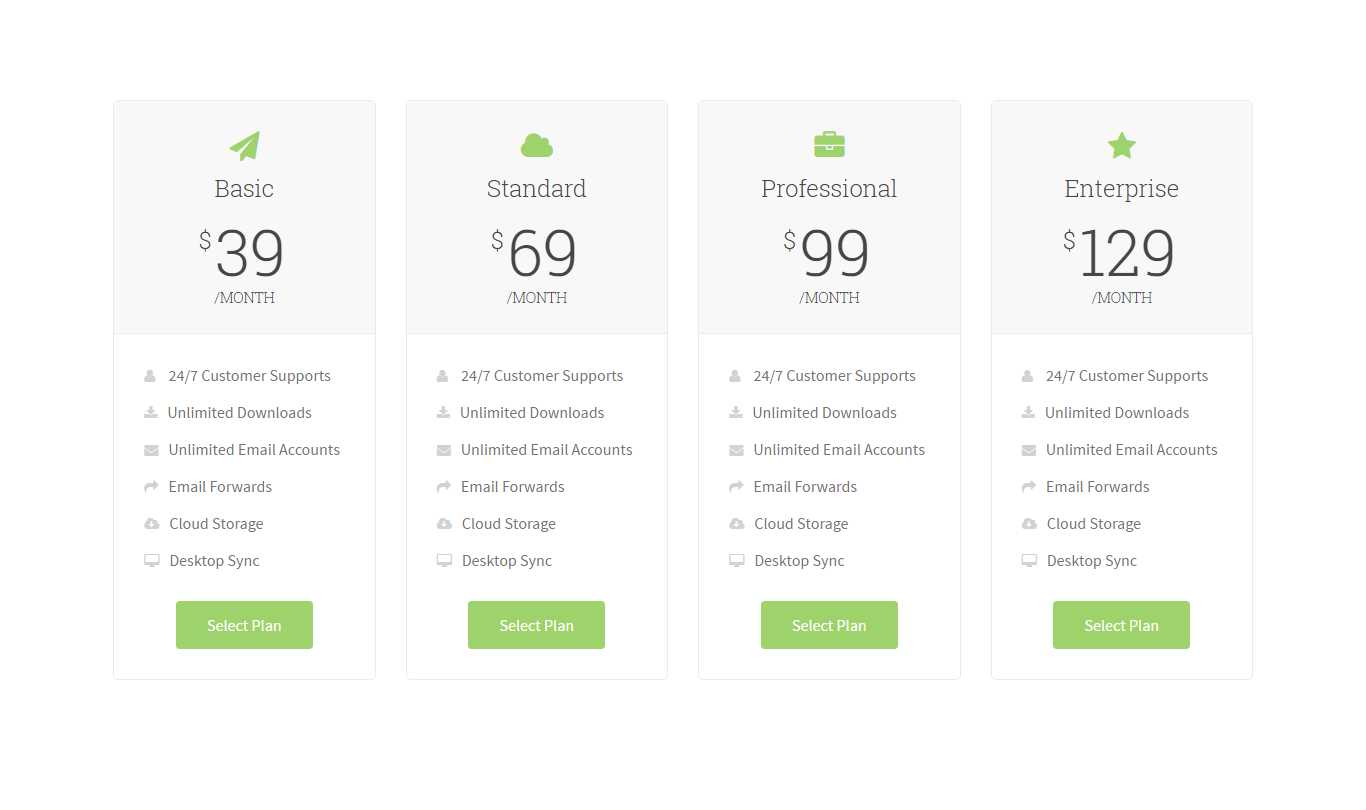 Basic
$39
/MONTH
24/7 Customer Supports
Unlimited Downloads
Unlimited Email Accounts
Email Forwards
Cloud Storage
Desktop Sync
Select Plan
Standard
$69
/MONTH
24/7 Customer Supports
Unlimited Downloads
Unlimited Email Accounts
Email Forwards
Cloud Storage
Desktop Sync
Select Plan
Professional
$99
/MONTH
24/7 Customer Supports
Unlimited Downloads
Unlimited Email Accounts
Email Forwards
Cloud Storage
Desktop Sync
Select Plan
Enterprise
$129
/MONTH
24/7 Customer Supports
Unlimited Downloads
Unlimited Email Accounts
Email Forwards
Cloud Storage
Desktop Sync
Select Plan